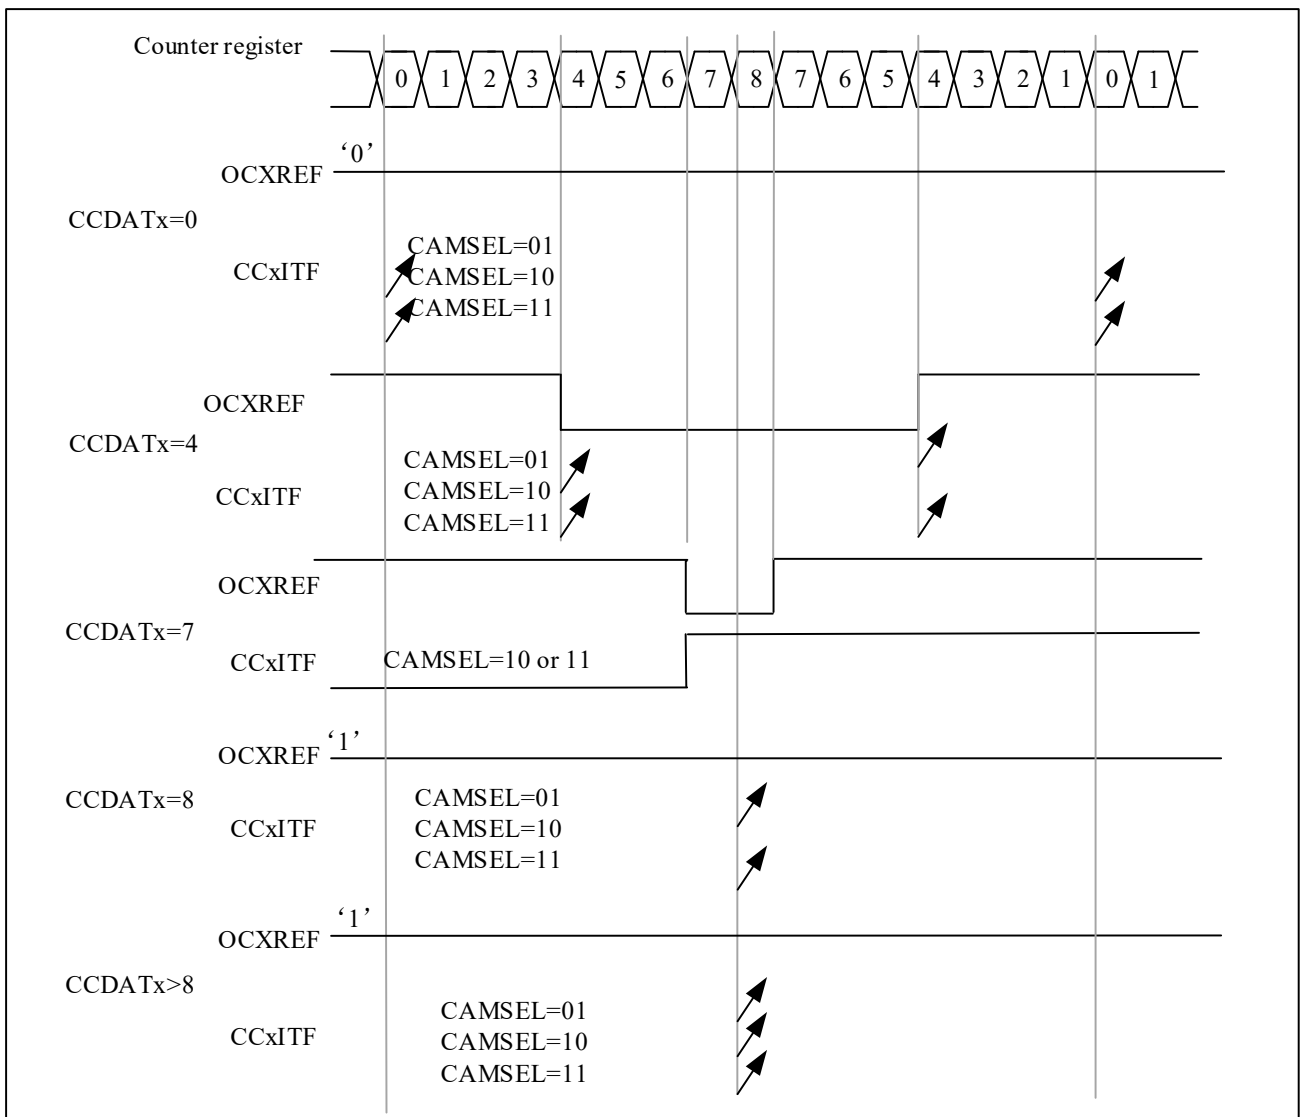 Counter register
0 1 2 3 4 5 6 7 8 7 6 5 4 3 2 1 0 1
‘0’
OCXREF
CCDATx=0
CAMSEL=01
CCxITF
CAMSEL=10
CAMSEL=11
OCXREF
CCDATx=4
CAMSEL=01
CCxITF
CAMSEL=10
CAMSEL=11
OCXREF
CCDATx=7
CCxITF
CAMSEL=10 or 11
‘1’
OCXREF
CCDATx=8
CAMSEL=01
CCxITF
CAMSEL=10
CAMSEL=11
‘1’
OCXREF
CCDATx>8
CAMSEL=01
CCxITF
CAMSEL=10
CAMSEL=11